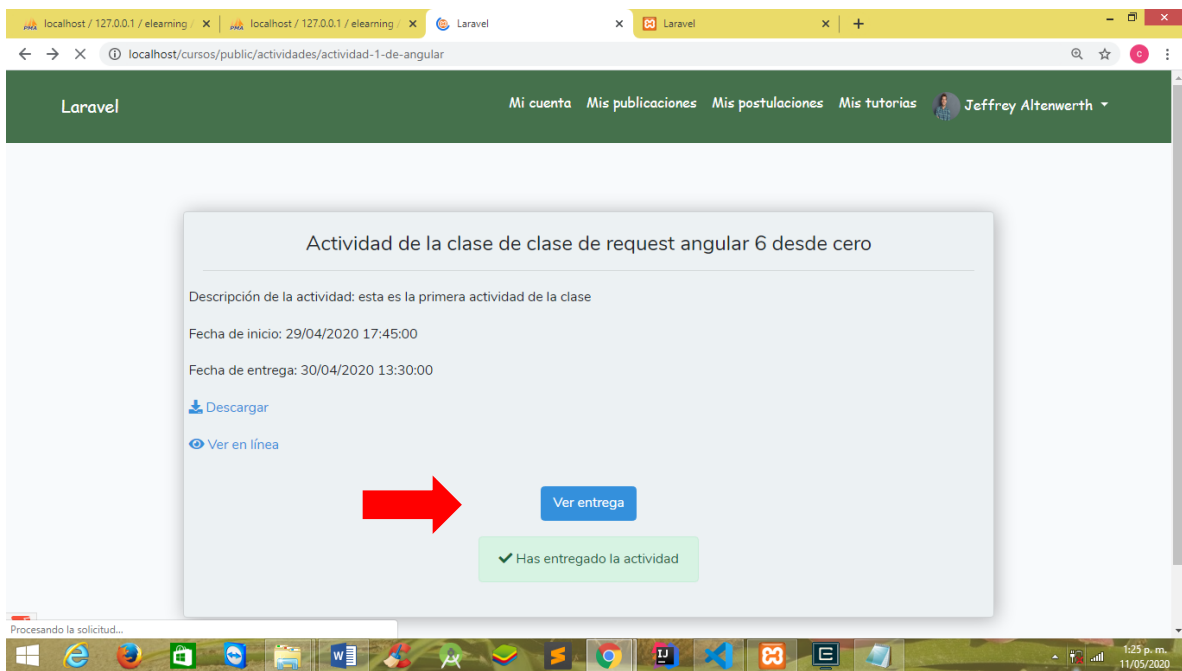 localhost / 127.0.0.1 / elearning /
localhost / 127.0.0.1 / elearning /
Laravel
Laravel
localhost/cursos/public/actividades/actividad-1-de-angular
C
Laravel
Mi cuenta Mis publicaciones Mis postulaciones Mis tutorias Jeffrey Altenwerth
Actividad de la clase de clase de request angular 6 desde cero
Descripción de la actividad: esta es la primera actividad de la clase
Fecha de inicio: 29/04/2020 17:45:00
Fecha de entrega: 30/04/2020 13:30:00
Descargar
Ver en línea
Ver entrega
Has entregado la actividad
Procesando la solicitud...
1:25 p. m.
11/05/2020